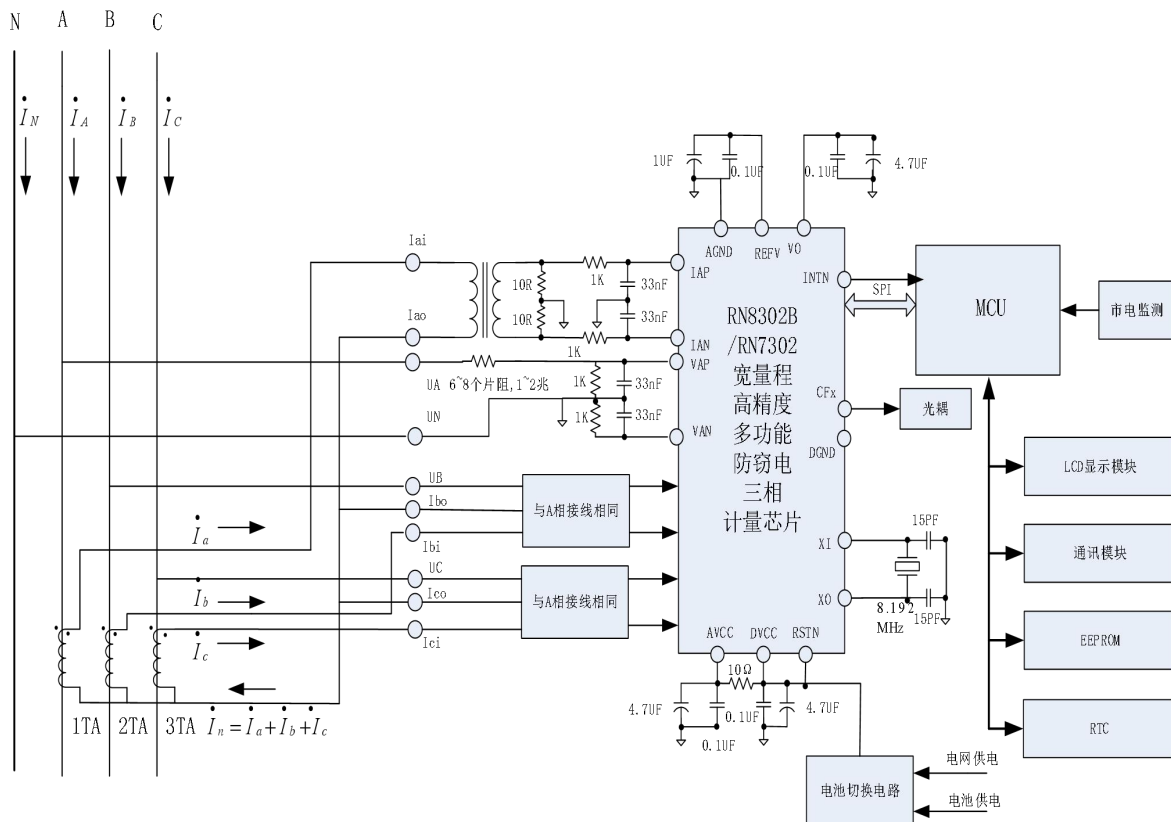 N A B C
İN İA İB İC
1UF 0.1UF 0.1UF 4.7UF
AGND REFV VO
Iai
10R
10R
1K
33nF
33nF
1K
IAP
IAN
INTN
SPI
MCU
市电监测
Iao
RN8302B
/RN7302
宽量程
高精度
多功能
防窃电
三相
计量芯片
UA 6~8个片阻,1~2兆
1K
1K
33nF
33nF
VAP
VAN
CFx
光耦
DGND
UN
LCD显示模块
UB
Ibo
Ibi
与A相接线相同
İa
15PF
XI
通讯模块
UC
Ico
Ici
与A相接线相同
İb
XO
8.192
MHz
15PF
İc
EEPROM
AVCC DVCC RSTN
10Ω
4.7UF 0.1UF 4.7UF
0.1UF
RTC
1TA 2TA 3TA İn = İa + İb + İc
电池切换电路
电网供电
电池供电